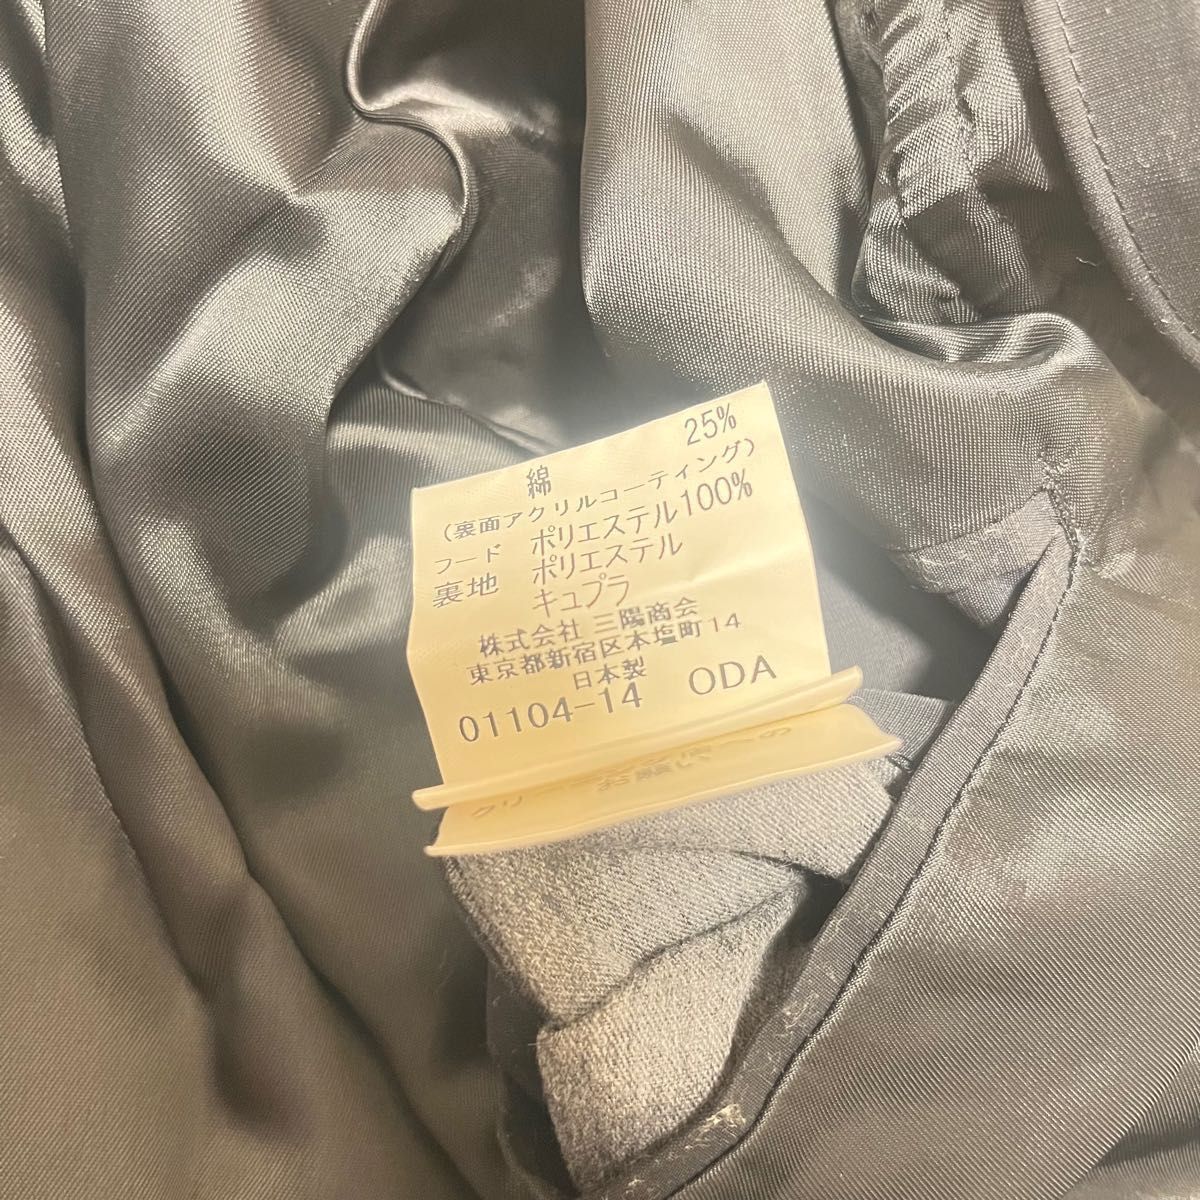 綿 25%
(裏面アクリルコーティング)
フード ポリエステル100%
裏地 ポリエステル
キュプラ
株式会社 三陽商会
東京都新宿区本塩町14
日本製
01104-14 ODA